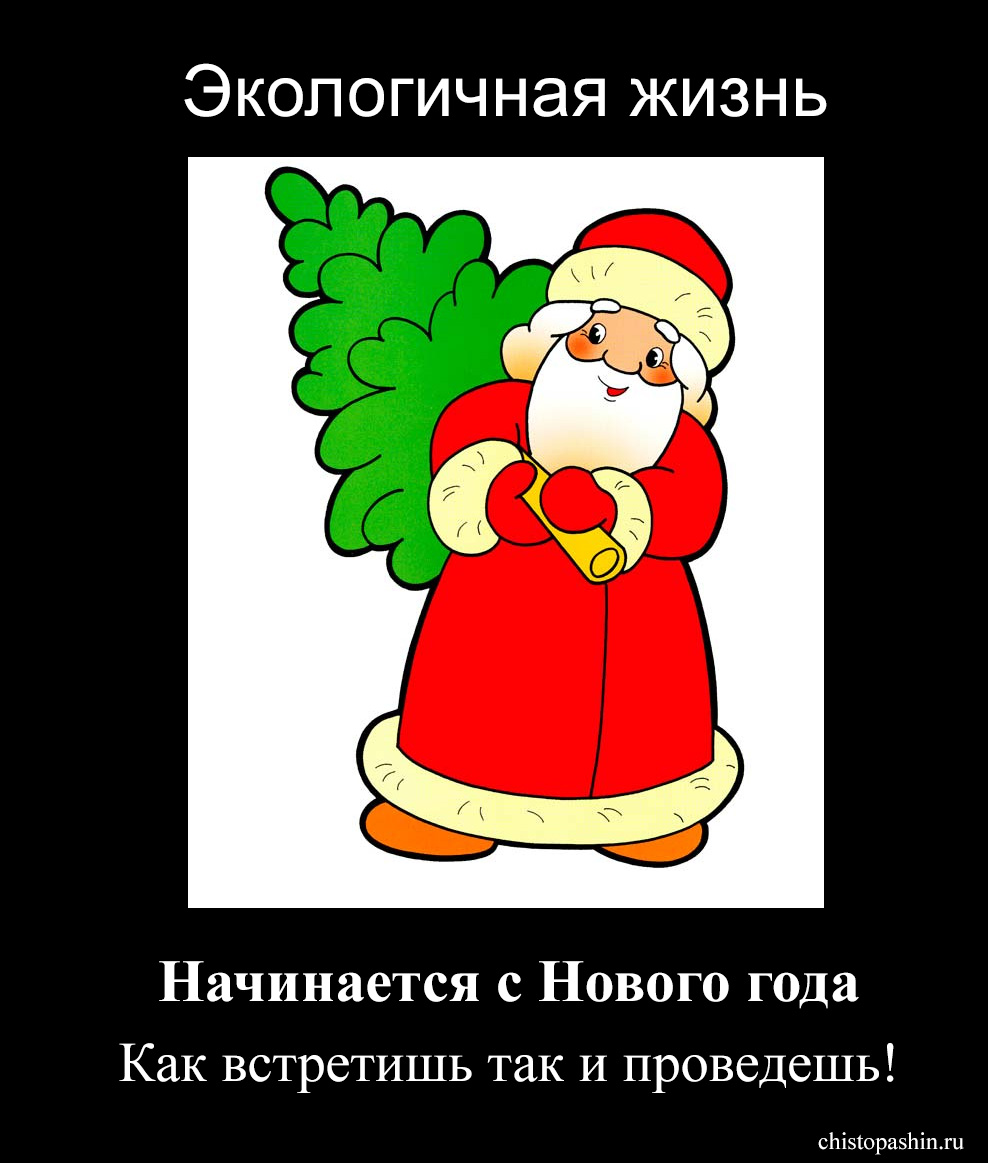 Экологичная жизнь
Начинается с Нового года
Как встретишь так и проведешь!
chistopashin.ru